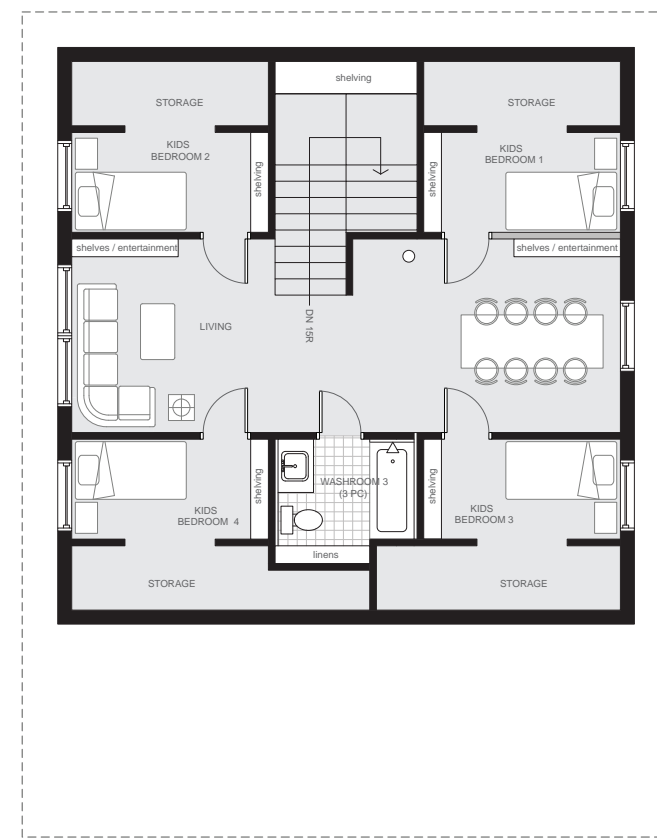 shelving
STORAGE
STORAGE
KIDS
BEDROOM 2
KIDS
BEDROOM 1
shelving
shelving
shelves / entertainment
shelves / entertainment
LIVING
DN 15R
shelving
WASHROOM 3
(3 PC)
shelving
KIDS
BEDROOM 4
KIDS
BEDROOM 3
linens
STORAGE
STORAGE